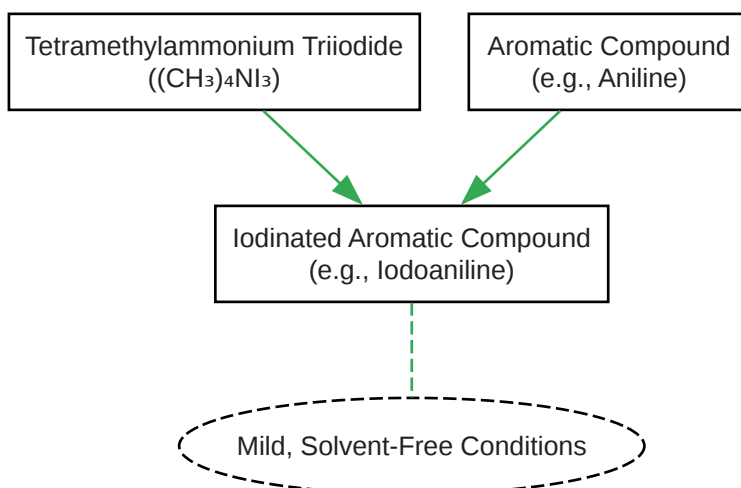 Tetramethylammonium Triiodide
((CH₃)₄NI₃)
Aromatic Compound
(e.g., Aniline)
Iodinated Aromatic Compound
(e.g., Iodoaniline)
Mild, Solvent-Free Conditions